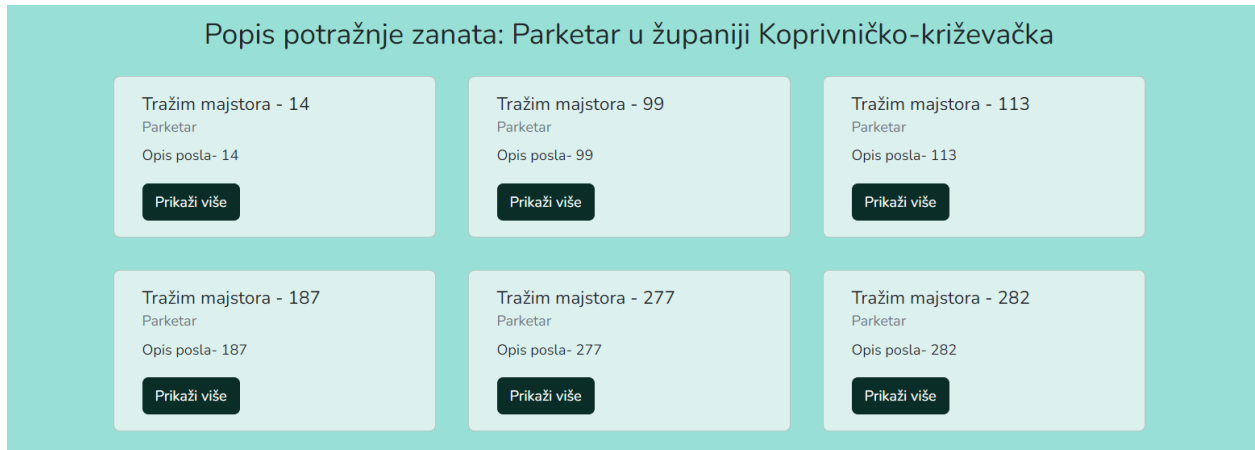 Popis potražnje zanata: Parketar u županiji Koprivničko-križevačka
Tražim majstora - 14
Parketar
Opis posla- 14
Prikaži više
Tražim majstora - 99
Parketar
Opis posla- 99
Prikaži više
Tražim majstora - 113
Parketar
Opis posla- 113
Prikaži više
Tražim majstora - 187
Parketar
Opis posla- 187
Prikaži više
Tražim majstora - 277
Parketar
Opis posla- 277
Prikaži više
Tražim majstora - 282
Parketar
Opis posla- 282
Prikaži više